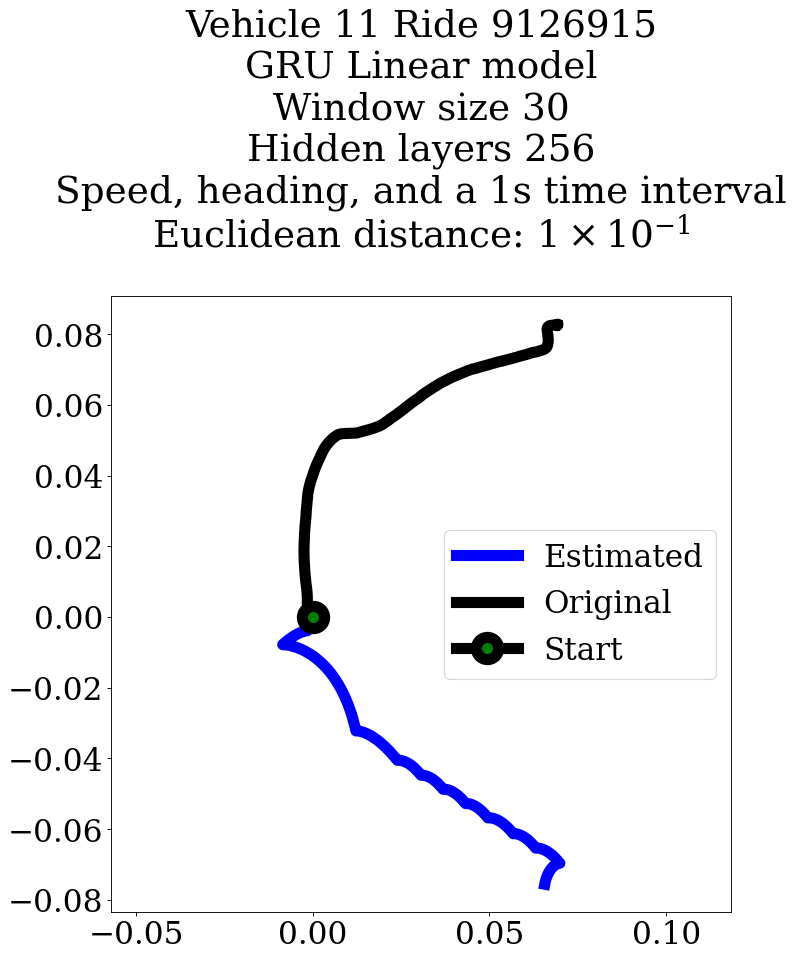 Vehicle 11 Ride 9126915
GRU Linear model
Window size 30
Hidden layers 256
Speed, heading, and a 1s time interval
Euclidean distance: 1 × 10⁻¹
0.08
0.06
0.04
0.02
0.00
−0.02
−0.04
−0.06
−0.08
Estimated
Original
Start
−0.05
0.00
0.05
0.10